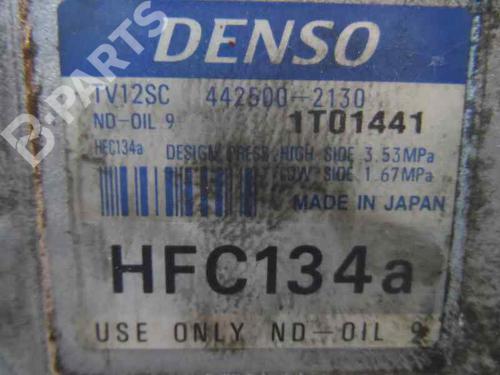 DENSO
TV12SC 442500-2130
ND-OIL 9 1T01441
HFC134a DESIGN PRESS HIGH SIDE 3.53MPa
LOW SIDE 1.67MPa
MADE IN JAPAN
HFC134a
USE ONLY ND-OIL 9
B-PARTS